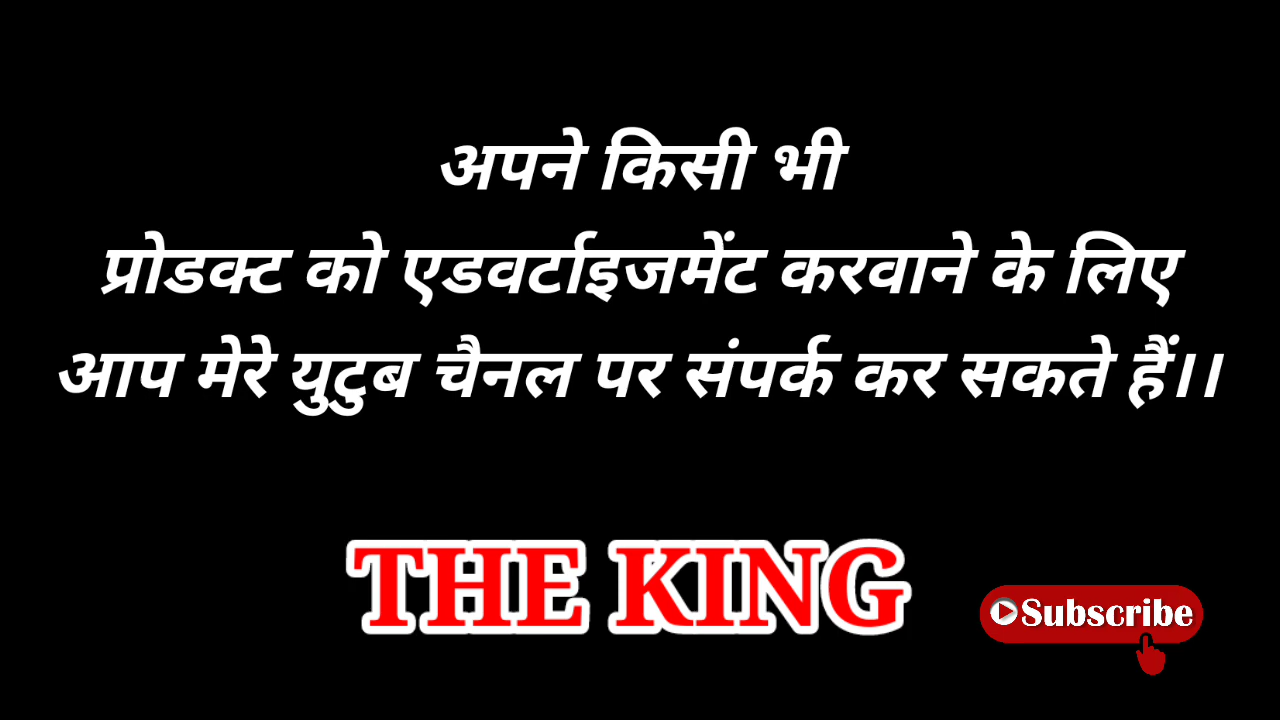 अपने किसी भी
प्रोडक्ट को एडवर्टाइजमेंट करवाने के लिए
आप मेरे युटुब चैनल पर संपर्क कर सकते हैं।।
THE KING
Subscribe